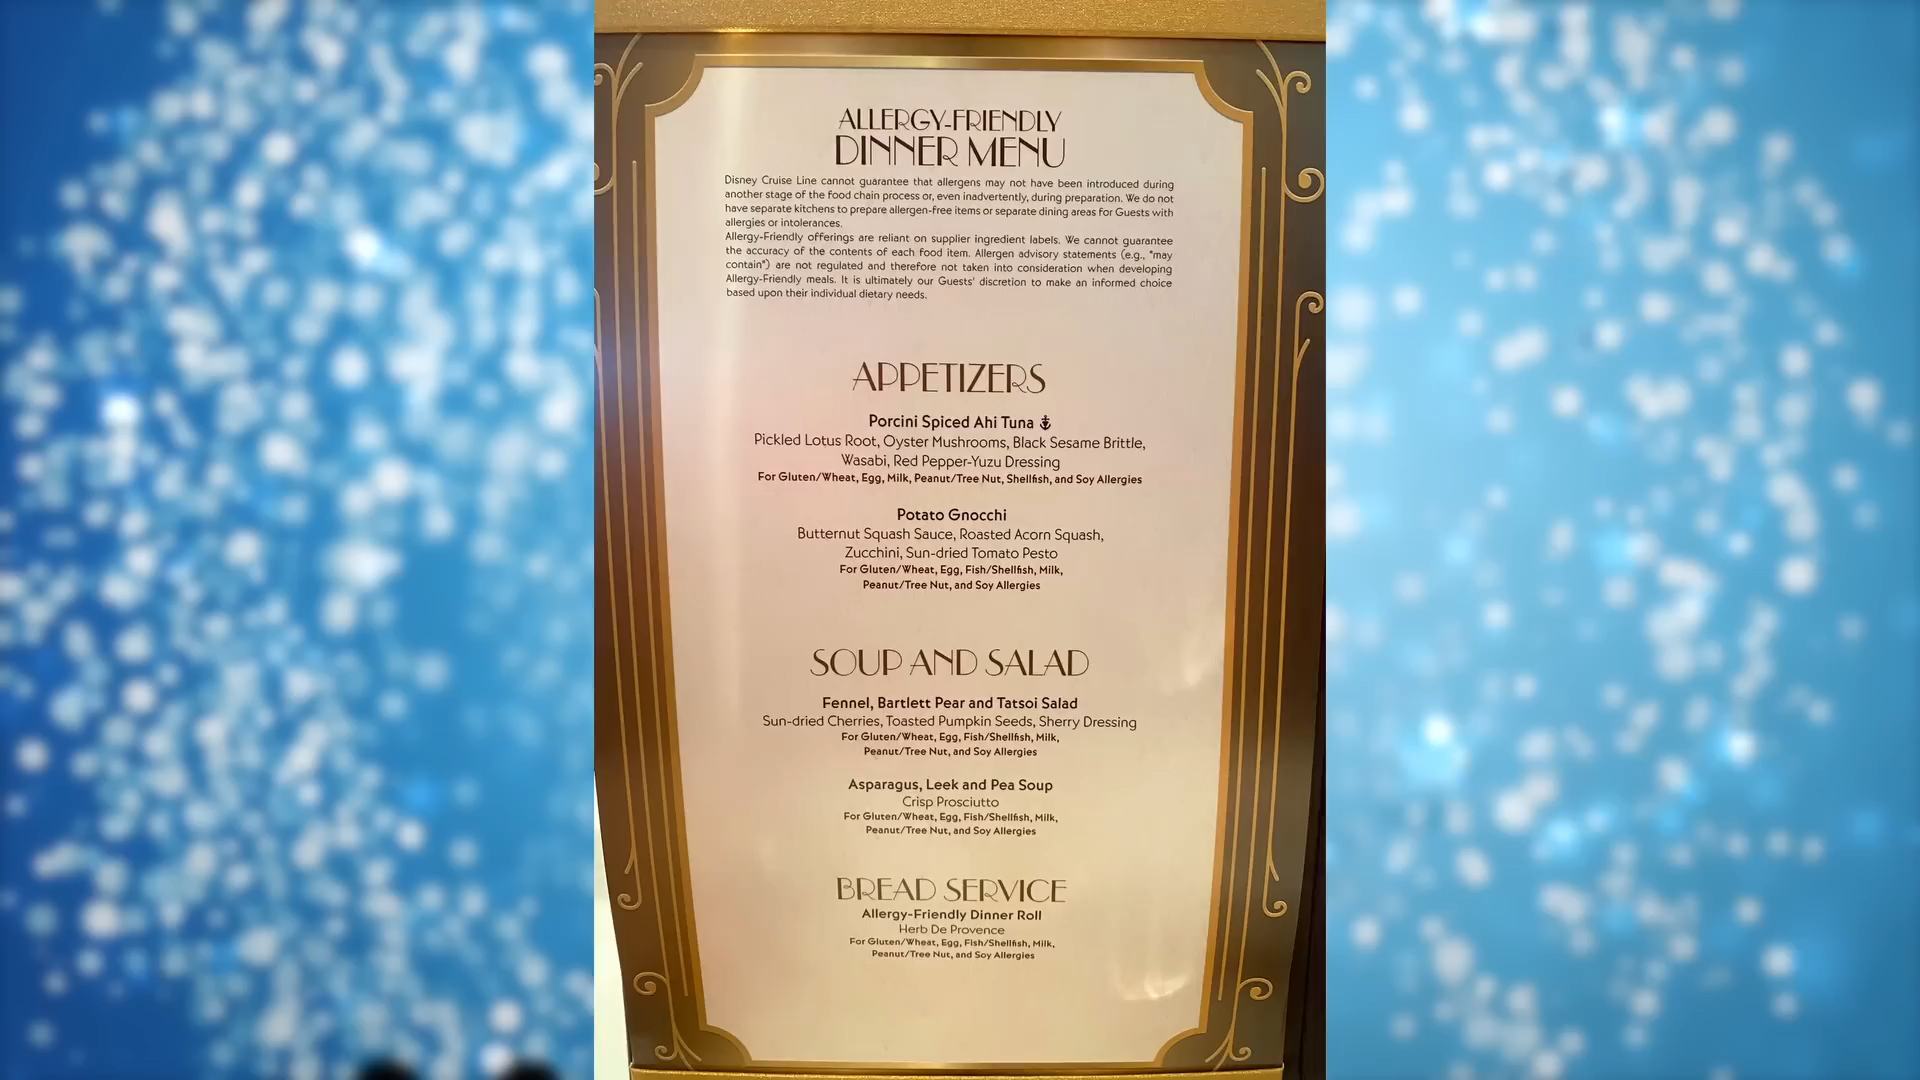 ALLERGY-FRIENDLY
DINNER MENU
Disney Cruise Line cannot guarantee that allergens may not have been introduced during
another stage of the food chain process or, even inadvertently, during preparation. We do not
have separate kitchens to prepare allergen-free items or separate dining areas for Guests with
allergies or intolerances.
Allergy-Friendly offerings are reliant on supplier ingredient labels. We cannot guarantee
the accuracy of the contents of each food item. Allergen advisory statements (e.g., "may
contain") are not regulated and therefore not taken into consideration when developing
Allergy-Friendly meals. It is ultimately our Guests' discretion to make an informed choice
based upon their individual dietary needs.
APPETIZERS
Porcini Spiced Ahi Tuna
Pickled Lotus Root, Oyster Mushrooms, Black Sesame Brittle,
Wasabi, Red Pepper-Yuzu Dressing
For Gluten/Wheat, Egg, Milk, Peanut/Tree Nut, Shellfish, and Soy Allergies
Potato Gnocchi
Butternut Squash Sauce, Roasted Acorn Squash,
Zucchini, Sun-dried Tomato Pesto
For Gluten/Wheat, Egg, Fish/Shellfish, Milk,
Peanut/Tree Nut, and Soy Allergies
SOUP AND SALAD
Fennel, Bartlett Pear and Tatsoi Salad
Sun-dried Cherries, Toasted Pumpkin Seeds, Sherry Dressing
For Gluten/Wheat, Egg, Fish/Shellfish, Milk,
Peanut/Tree Nut, and Soy Allergies
Asparagus, Leek and Pea Soup
Crisp Prosciutto
For Gluten/Wheat, Egg, Fish/Shellfish, Milk,
Peanut/Tree Nut, and Soy Allergies
BREAD SERVICE
Allergy-Friendly Dinner Roll
Herb De Provence
For Gluten/Wheat, Egg, Fish/Shellfish, Milk,
Peanut/Tree Nut, and Soy Allergies